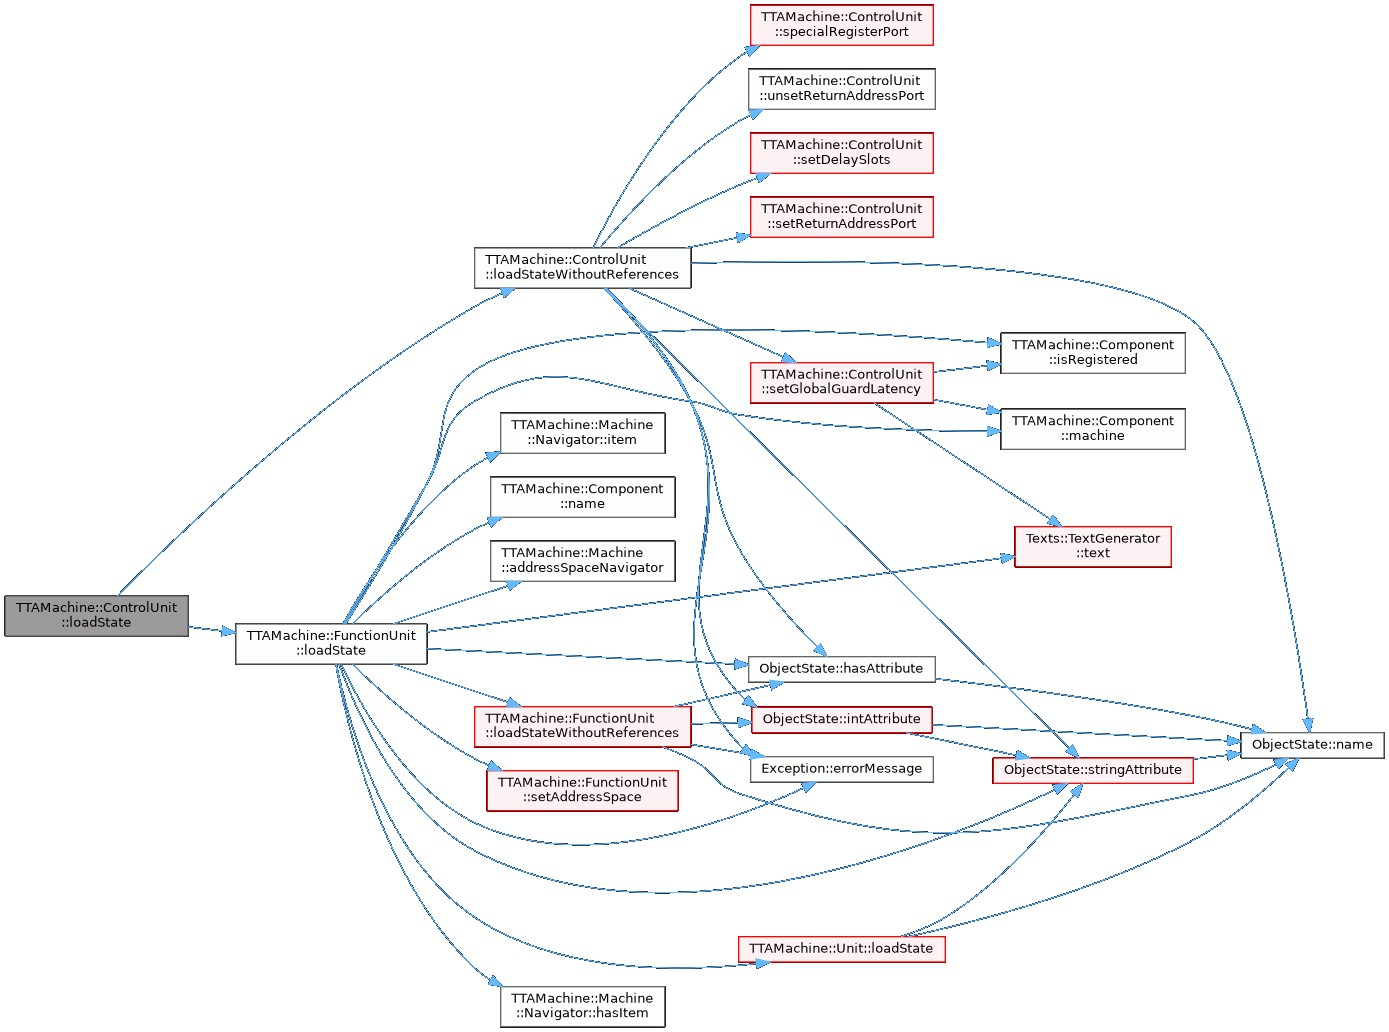 TTAMachine::ControlUnit
::specialRegisterPort
TTAMachine::ControlUnit
::unsetReturnAddressPort
TTAMachine::ControlUnit
::setDelaySlots
TTAMachine::ControlUnit
::setReturnAddressPort
TTAMachine::ControlUnit
::loadStateWithoutReferences
TTAMachine::Component
::isRegistered
TTAMachine::ControlUnit
::setGlobalGuardLatency
TTAMachine::Machine
::Navigator::item
TTAMachine::Component
::machine
TTAMachine::Component
::name
Texts::TextGenerator
::text
TTAMachine::Machine
::addressSpaceNavigator
TTAMachine::ControlUnit
::loadState
TTAMachine::FunctionUnit
::loadState
ObjectState::hasAttribute
TTAMachine::FunctionUnit
::loadStateWithoutReferences
ObjectState::intAttribute
ObjectState::name
Exception::errorMessage
ObjectState::stringAttribute
TTAMachine::FunctionUnit
::setAddressSpace
TTAMachine::Unit::loadState
TTAMachine::Machine
::Navigator::hasItem